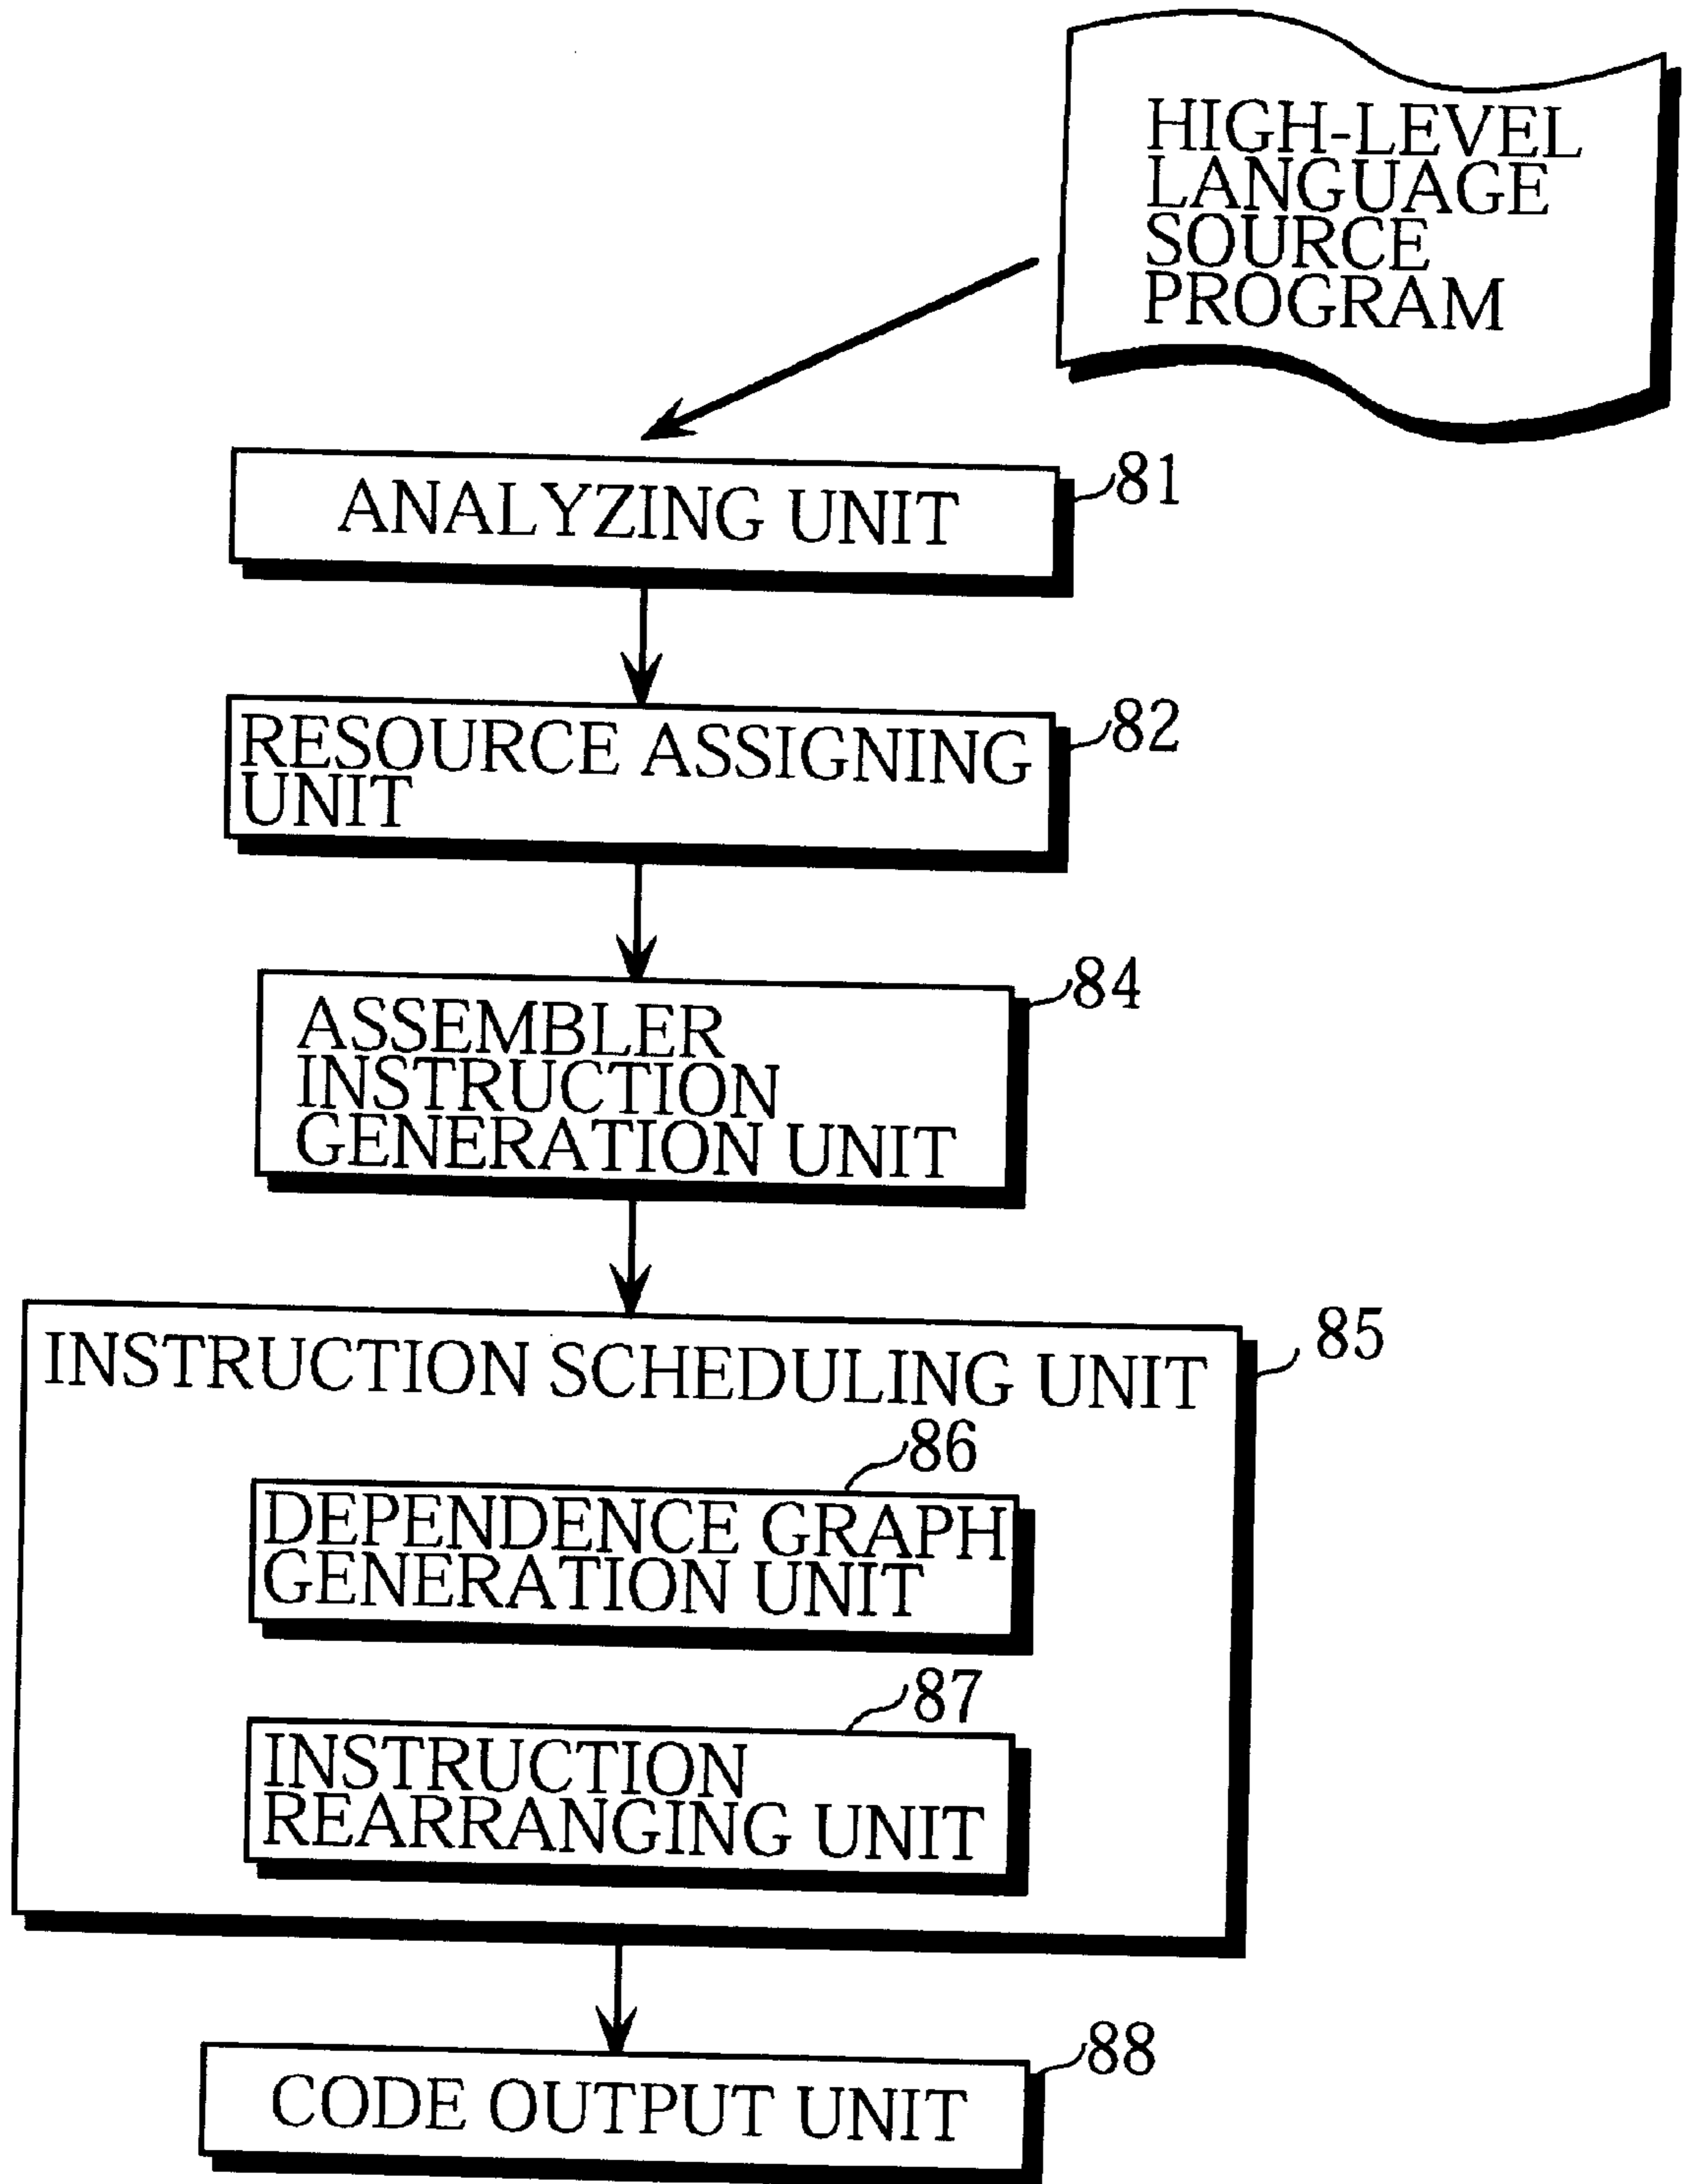 HIGH-LEVEL
LANGUAGE
SOURCE
PROGRAM
ANALYZING UNIT
81
RESOURCE ASSIGNING
UNIT
82
ASSEMBLER
INSTRUCTION
GENERATION UNIT
84
INSTRUCTION SCHEDULING UNIT
85
86
DEPENDENCE GRAPH
GENERATION UNIT
87
INSTRUCTION
REARRANGING UNIT
CODE OUTPUT UNIT
88